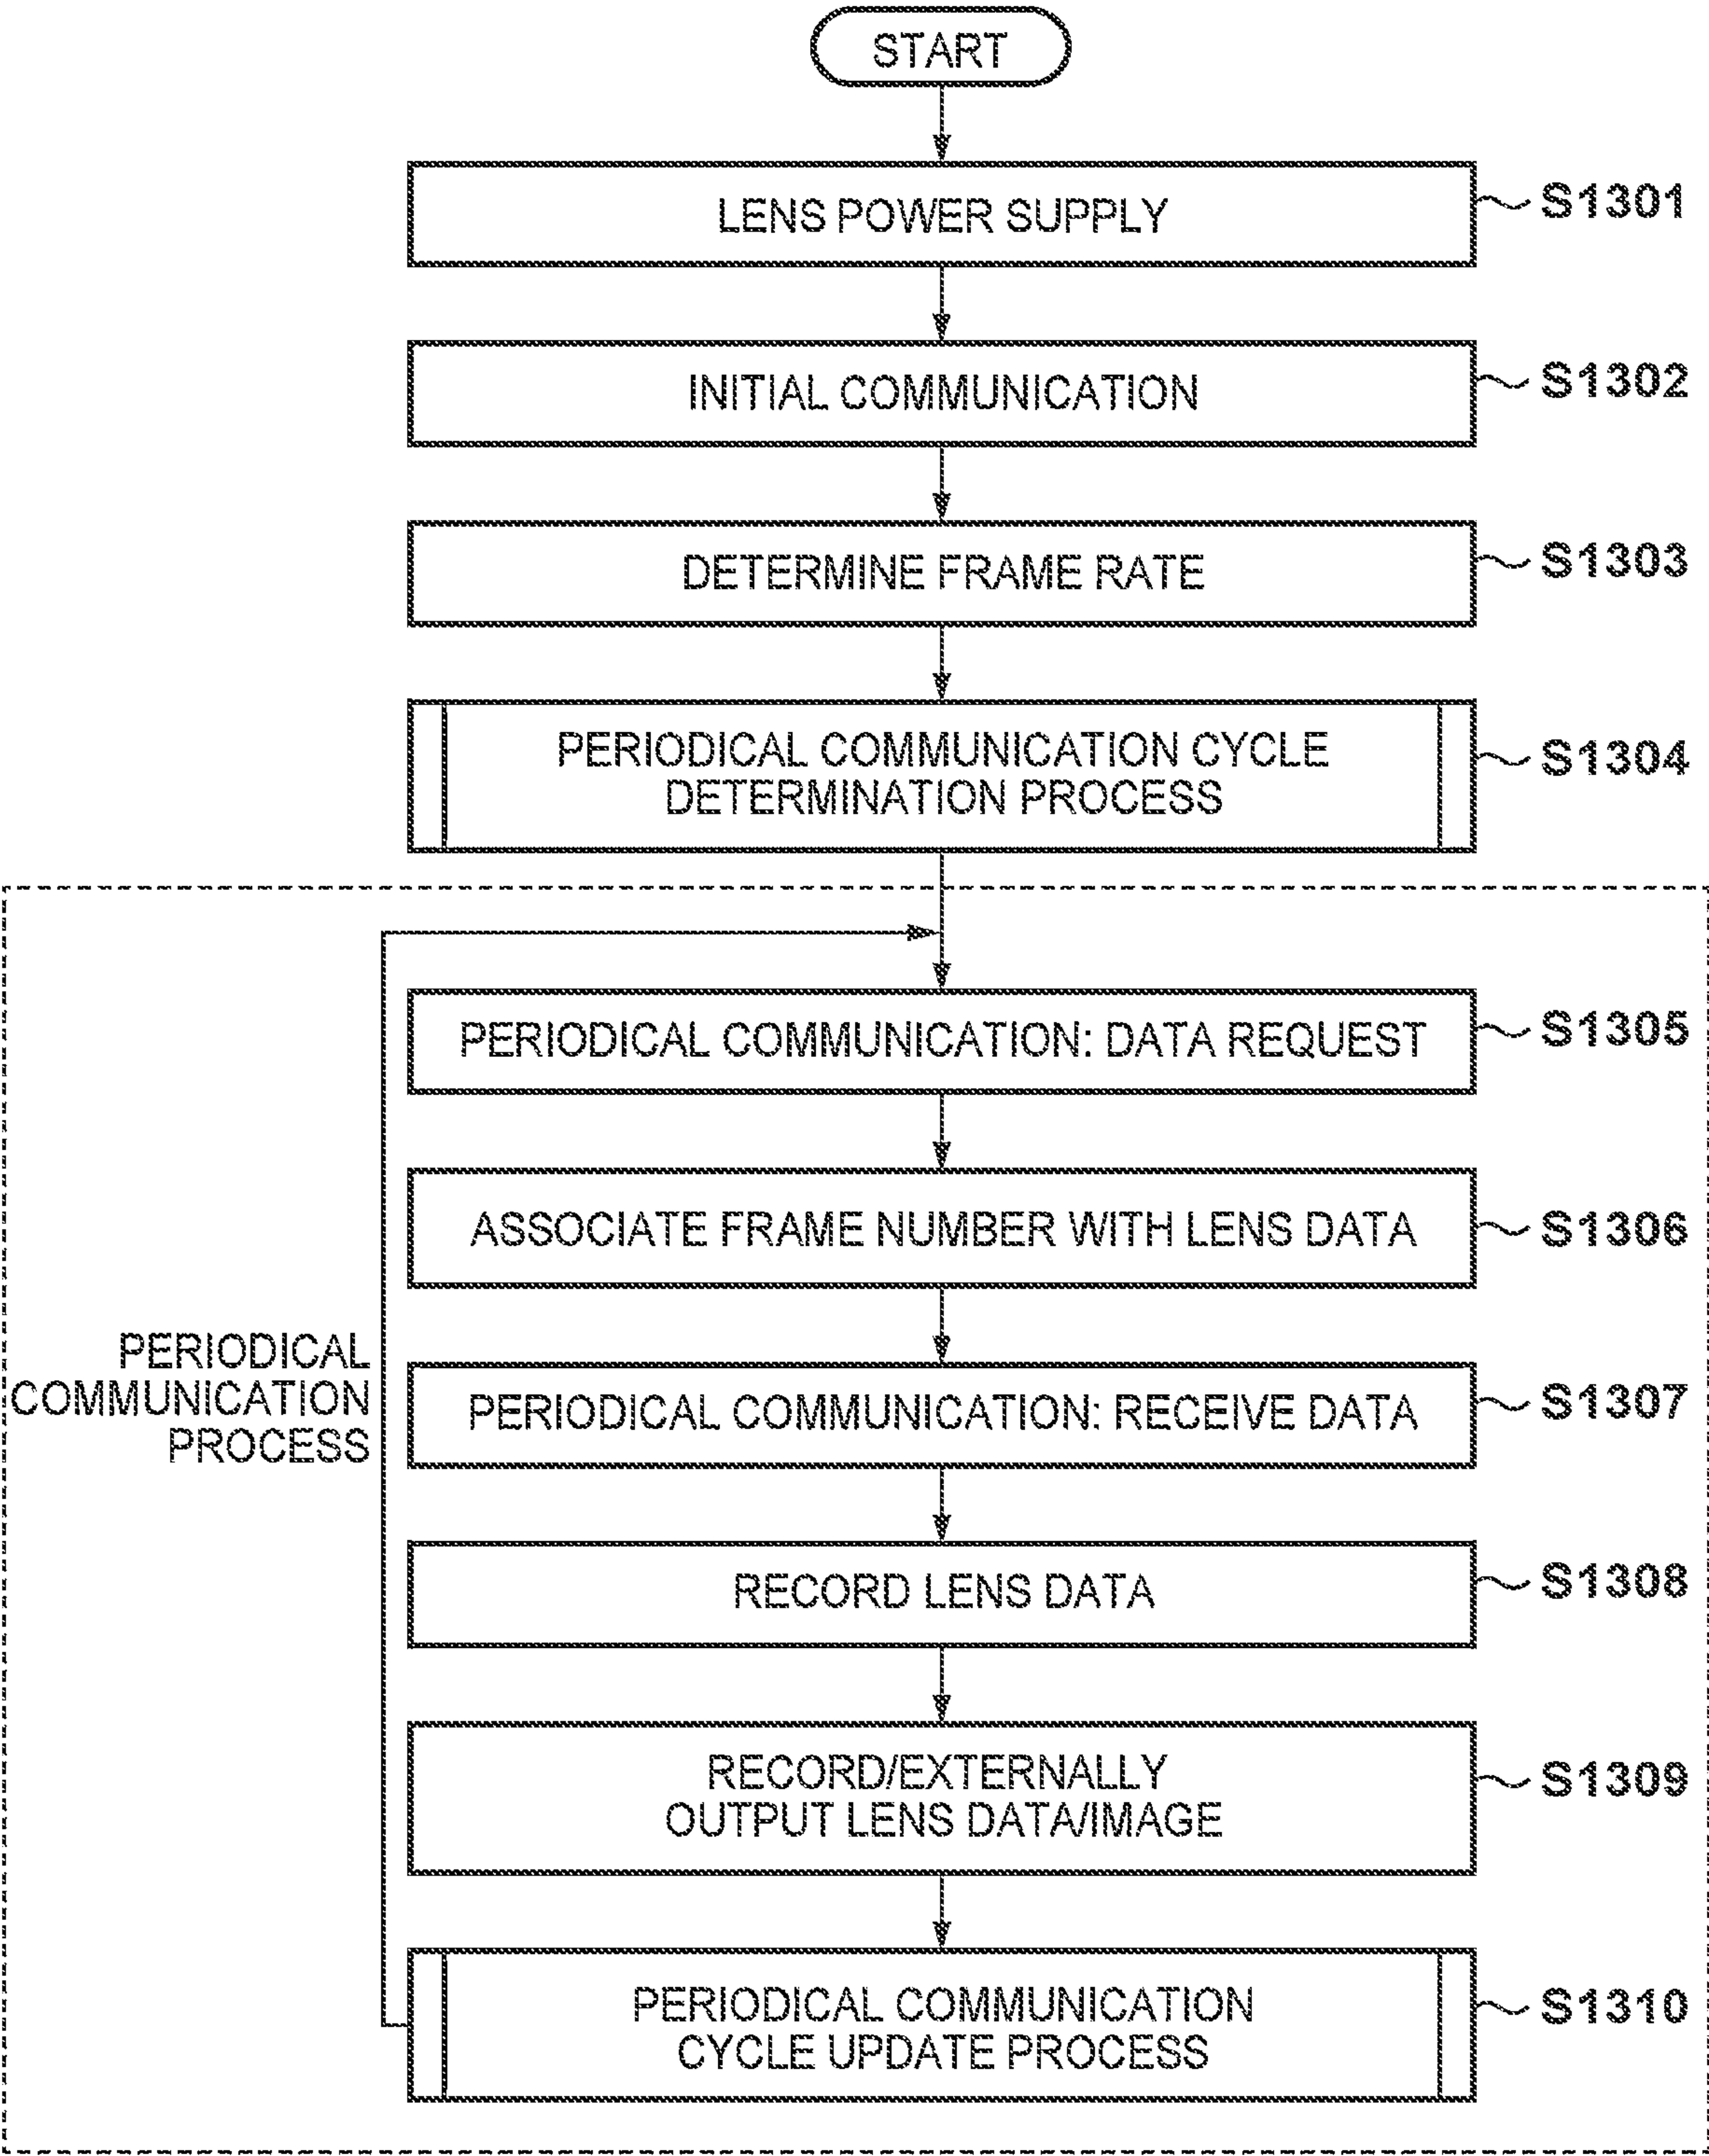 START
LENS POWER SUPPLY
S1301
INITIAL COMMUNICATION
S1302
DETERMINE FRAME RATE
S1303
PERIODICAL COMMUNICATION CYCLE
DETERMINATION PROCESS
S1304
PERIODICAL COMMUNICATION: DATA REQUEST
S1305
ASSOCIATE FRAME NUMBER WITH LENS DATA
S1306
PERIODICAL
COMMUNICATION
PROCESS
PERIODICAL COMMUNICATION: RECEIVE DATA
S1307
RECORD LENS DATA
S1308
RECORD/EXTERNALLY
OUTPUT LENS DATA/IMAGE
S1309
PERIODICAL COMMUNICATION
CYCLE UPDATE PROCESS
S1310